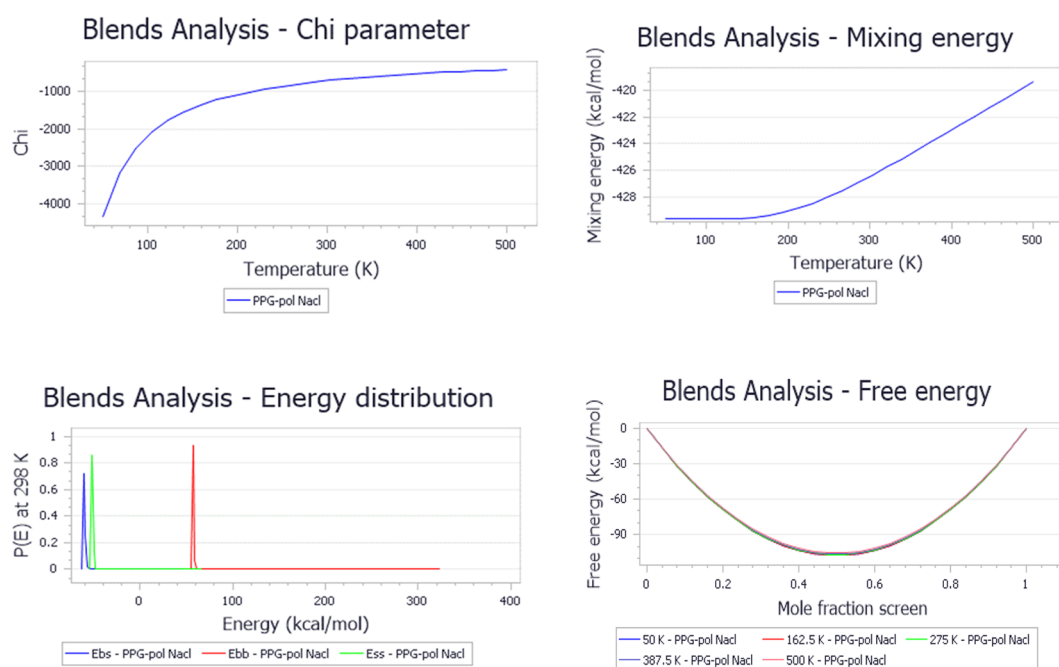 Blends Analysis - Chi parameter
Chi
-1000
-2000
-3000
-4000
100
200
300
400
500
Temperature (K)
PPG-pol Nacl
Blends Analysis - Mixing energy
Mixing energy (kcal/mol)
-420
-422
-424
-426
-428
100
200
300
400
500
Temperature (K)
PPG-pol Nacl
Blends Analysis - Energy distribution
P(E) at 298 K
1
0.8
0.6
0.4
0.2
0
0
100
200
300
400
Energy (kcal/mol)
Ebs - PPG-pol Nacl
Ebb - PPG-pol Nacl
Ess - PPG-pol Nacl
Blends Analysis - Free energy
Free energy (kcal/mol)
0
-30
-60
-90
0
0.2
0.4
0.6
0.8
1
Mole fraction screen
50 K - PPG-pol Nacl
162.5 K - PPG-pol Nacl
275 K - PPG-pol Nacl
387.5 K - PPG-pol Nacl
500 K - PPG-pol Nacl